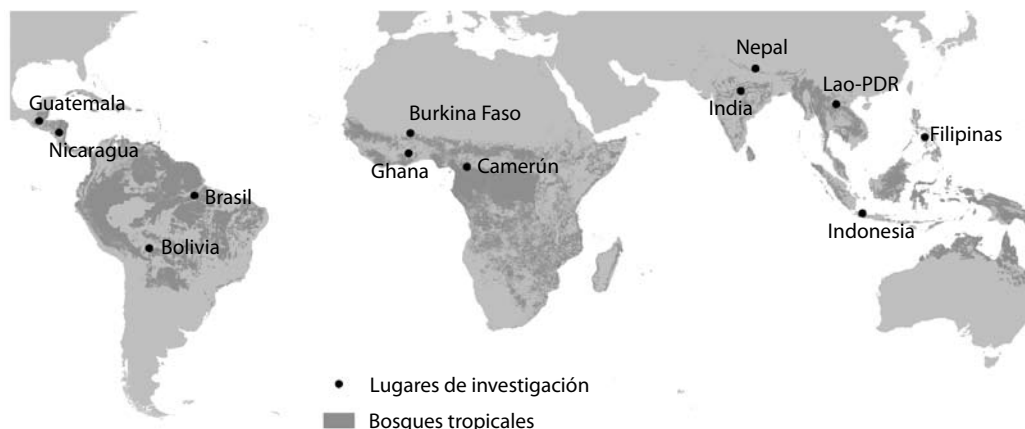 Nepal
Guatemala
Lao-PDR
India
Burkina Faso
Nicaragua
Filipinas
Ghana
Camerún
Brasil
Indonesia
Bolivia
Lugares de investigación
Bosques tropicales